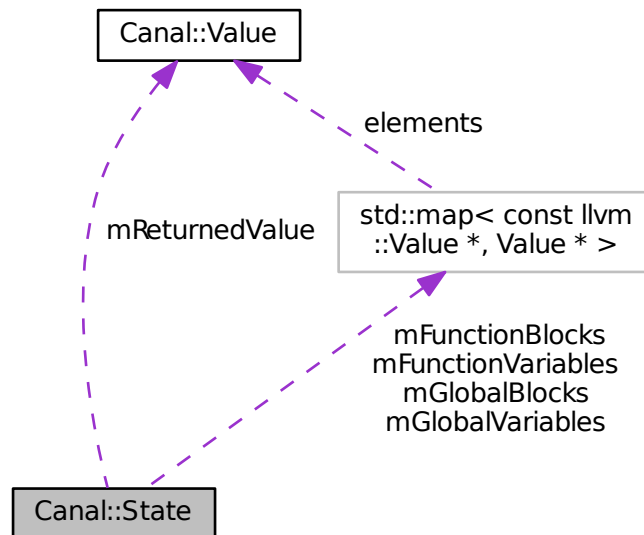 Canal::Value
elements
std::map< const llvm
::Value *, Value * >
mReturnedValue
mFunctionBlocks
mFunctionVariables
mGlobalBlocks
mGlobalVariables
Canal::State